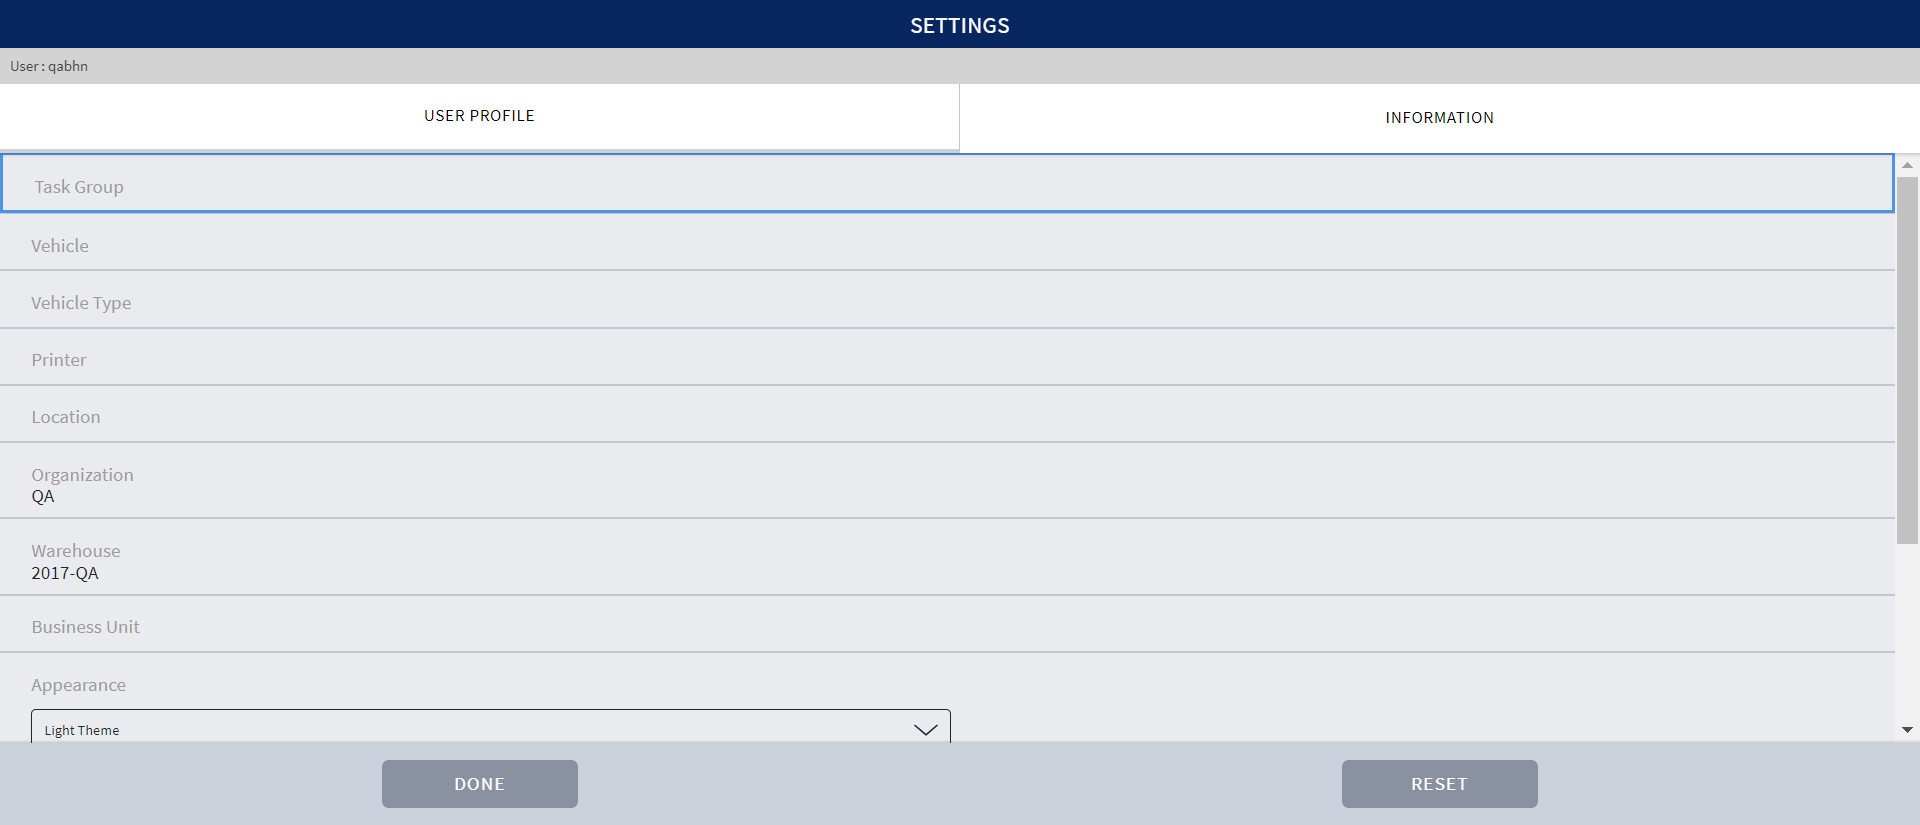 SETTINGS
User : qabhn
USER PROFILE
INFORMATION
Task Group
Vehicle
Vehicle Type
Printer
Location
Organization
QA
Warehouse
2017-QA
Business Unit
Appearance
Light Theme
DONE
RESET